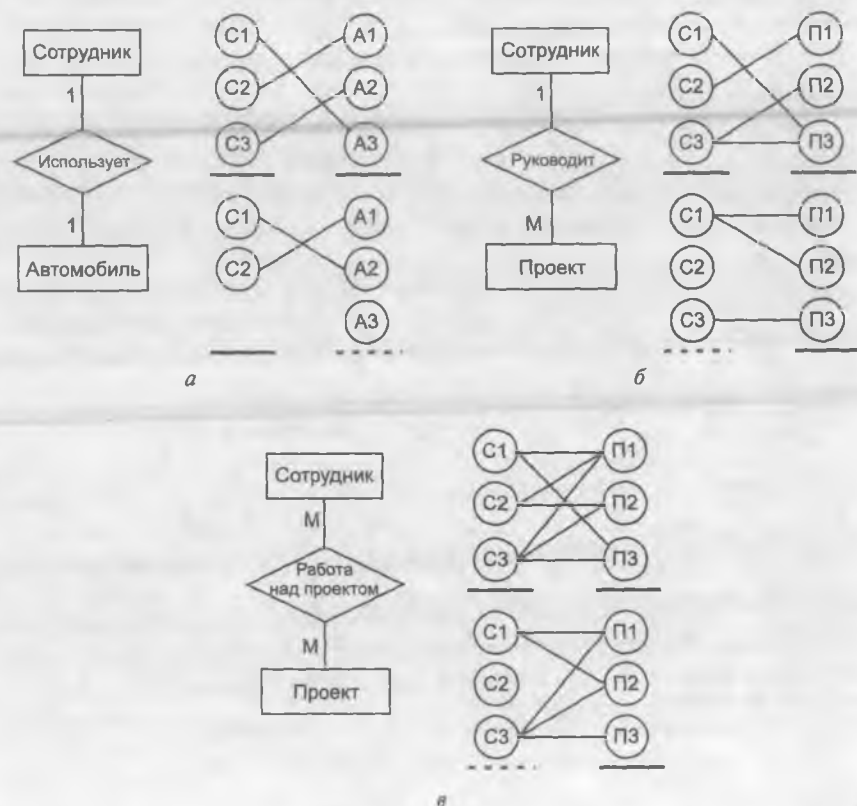 Сотрудник
1
Использует
1
Автомобиль
С1 А1
С2 А2
С3 А3
С1 А1
С2 А2
А3
а
Сотрудник
1
Руководит
М
Проект
С1 П1
С2 П2
С3 П3
С1 П1
С2 П2
С3 П3
б
Сотрудник
М
Работа
над проектом
М
Проект
С1 П1
С2 П2
С3 П3
С1 П1
С2 П2
С3 П3
в